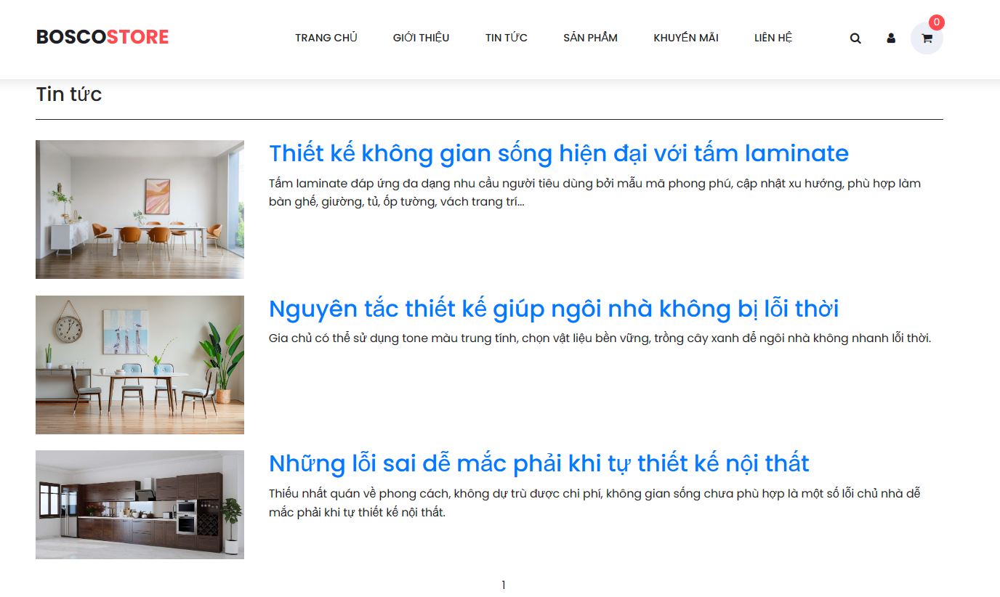 BOSCOSTORE
TRANG CHỦ
GIỚI THIỆU
TIN TỨC
SẢN PHẨM
KHUYẾN MÃI
LIÊN HỆ
0
Tin tức
Thiết kế không gian sống hiện đại với tấm laminate
Tấm laminate đáp ứng đa dạng nhu cầu người tiêu dùng bởi mẫu mã phong phú, cập nhật xu hướng, phù hợp làm
bàn ghế, giường, tủ, ốp tường, vách trang trí...
Nguyên tắc thiết kế giúp ngôi nhà không bị lỗi thời
Gia chủ có thể sử dụng tone màu trung tính, chọn vật liệu bền vững, trồng cây xanh để ngôi nhà không nhanh lỗi thời.
Những lỗi sai dễ mắc phải khi tự thiết kế nội thất
Thiếu nhất quán về phong cách, không dự trù được chi phí, không gian sống chưa phù hợp là một số lỗi chủ nhà dễ
mắc phải khi tự thiết kế nội thất.
1